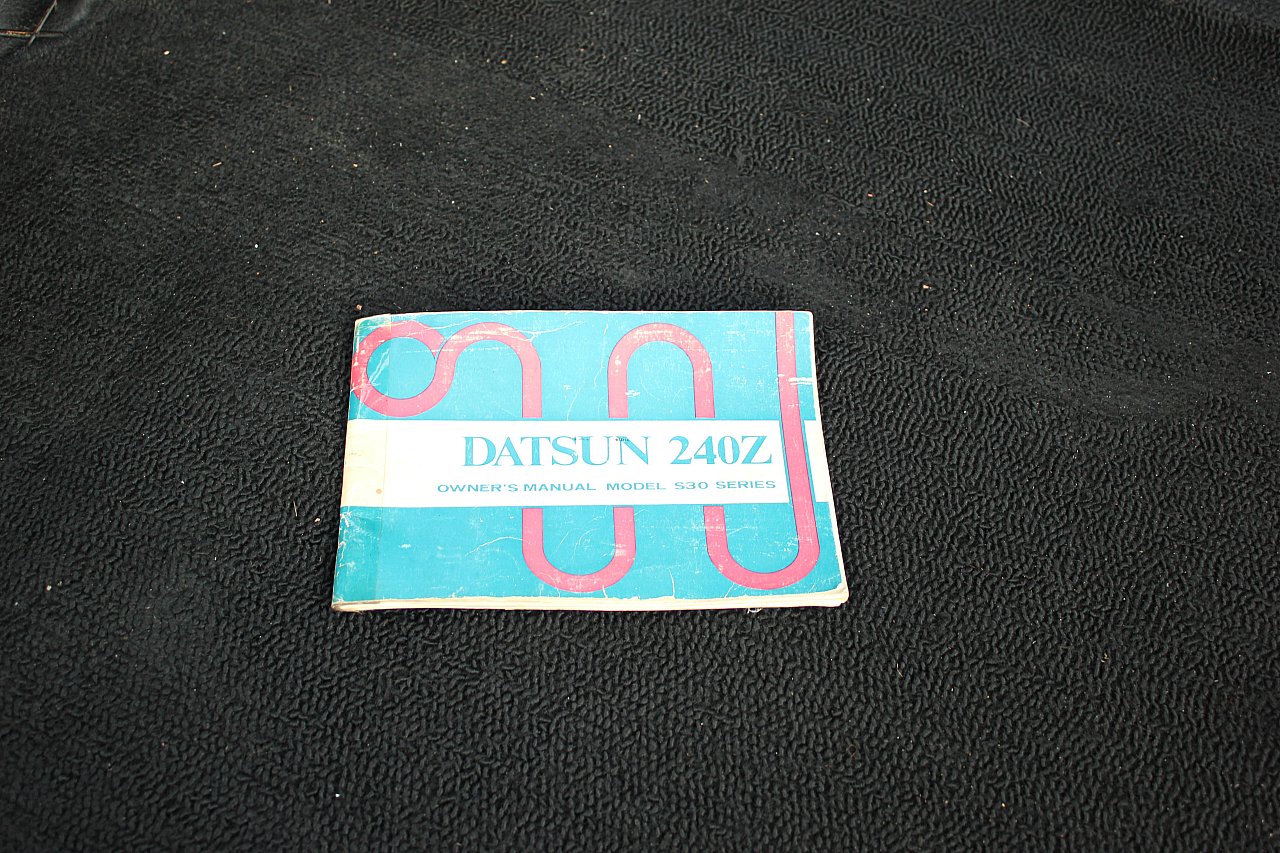 DATSUN 240Z
OWNER'S MANUAL MODEL S30 SERIES